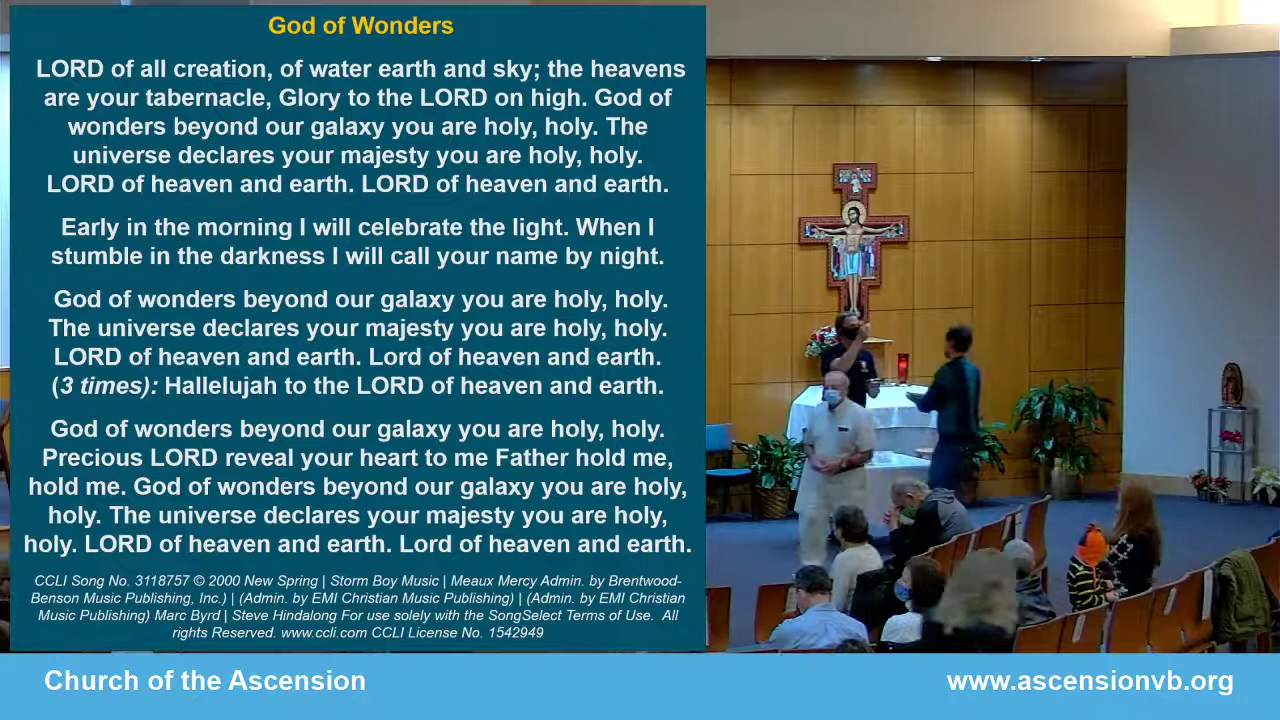 God of Wonders
LORD of all creation, of water earth and sky; the heavens
are your tabernacle, Glory to the LORD on high. God of
wonders beyond our galaxy you are holy, holy. The
universe declares your majesty you are holy, holy.
LORD of heaven and earth. LORD of heaven and earth.
Early in the morning I will celebrate the light. When I
stumble in the darkness I will call your name by night.
God of wonders beyond our galaxy you are holy, holy.
The universe declares your majesty you are holy, holy.
LORD of heaven and earth. Lord of heaven and earth.
(3 times): Hallelujah to the LORD of heaven and earth.
God of wonders beyond our galaxy you are holy, holy.
Precious LORD reveal your heart to me Father hold me,
hold me. God of wonders beyond our galaxy you are holy,
holy. The universe declares your majesty you are holy,
holy. LORD of heaven and earth. Lord of heaven and earth.
CCLI Song No. 3118757 © 2000 New Spring | Storm Boy Music | Meaux Mercy Admin. by Brentwood-
Benson Music Publishing, Inc.) | (Admin. by EMI Christian Music Publishing) | (Admin. by EMI Christian
Music Publishing) Marc Byrd | Steve Hindalong For use solely with the SongSelect Terms of Use. All
rights Reserved. www.ccli.com CCLI License No. 1542949
Church of the Ascension
www.ascensionvb.org